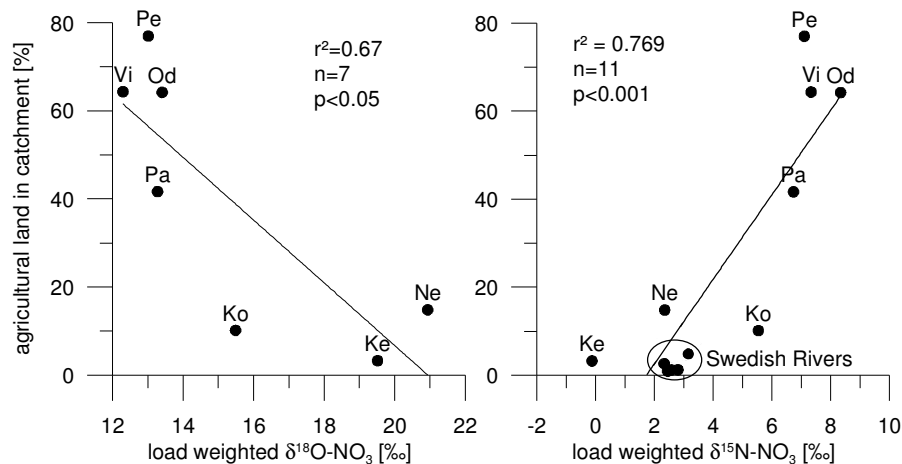 agricultural land in catchment [%]
80
60
40
20
0
Pe
Vi Od
Pa
Ko
Ke
Ne
r²=0.67
n=7
p<0.05
12 14 16 18 20 22
load weighted δ¹⁸O-NO₃ [‰]
80
60
40
20
0
Pe
Vi Od
Pa
Ne
Ko
Ke
Swedish Rivers
r² = 0.769
n=11
p<0.001
-2 0 2 4 6 8 10
load weighted δ¹⁵N-NO₃ [‰]